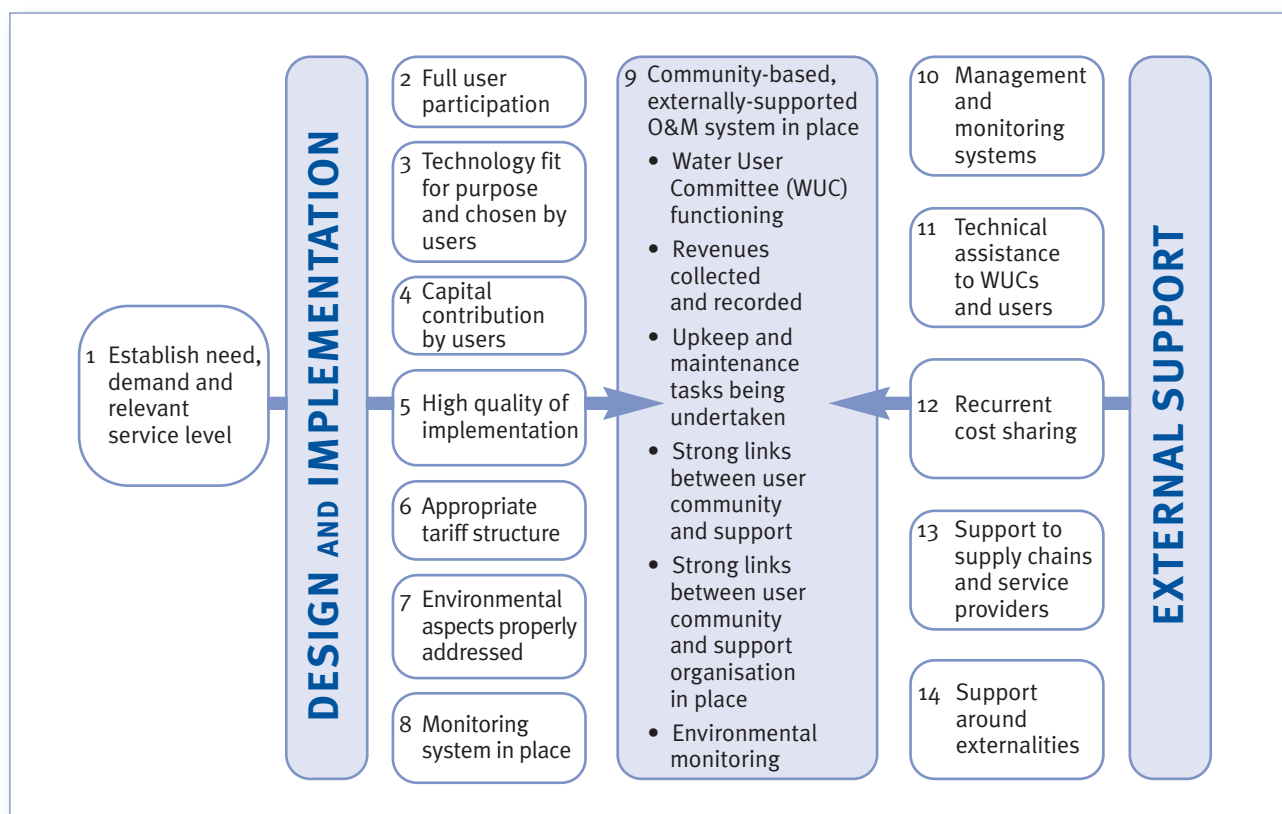 1 Establish need,
demand and
relevant
service level
DESIGN AND IMPLEMENTATION
2 Full user
participation
3 Technology fit
for purpose
and chosen by
users
4 Capital
contribution
by users
5 High quality of
implementation
6 Appropriate
tariff structure
7 Environmental
aspects properly
addressed
8 Monitoring
system in place
9 Community-based,
externally-supported
O&M system in place
• Water User
Committee (WUC)
functioning
• Revenues
collected
and recorded
• Upkeep and
maintenance
tasks being
undertaken
• Strong links
between user
community
and support
• Strong links
between user
community
and support
organisation
in place
• Environmental
monitoring
10 Management
and
monitoring
systems
11 Technical
assistance
to WUCs
and users
12 Recurrent
cost sharing
13 Support to
supply chains
and service
providers
14 Support
around
externalities
EXTERNAL SUPPORT